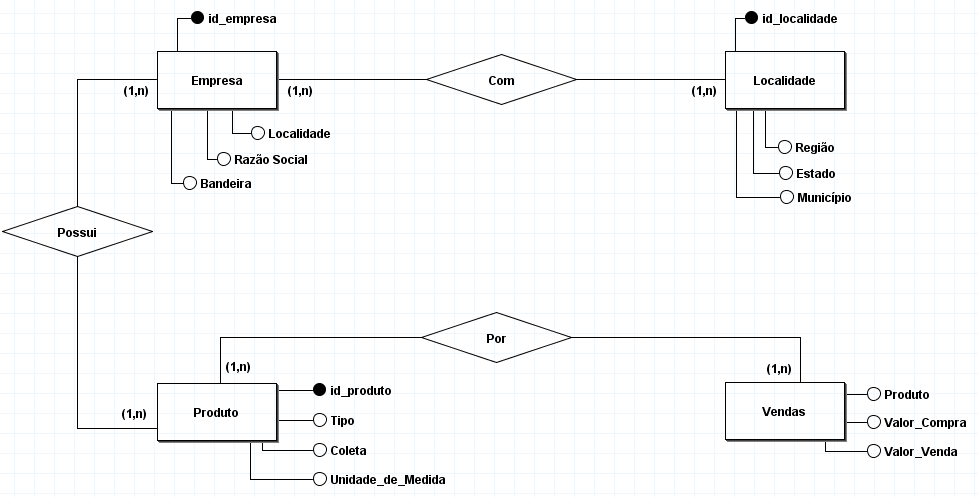 id_empresa
id_localidade
Empresa
Com
Localidade
(1,n)
(1,n)
(1,n)
Localidade
Razão Social
Bandeira
Região
Estado
Município
Possui
Por
(1,n)
(1,n)
id_produto
Produto
Vendas
Produto
(1,n)
Tipo
Valor_Compra
Coleta
Valor_Venda
Unidade_de_Medida